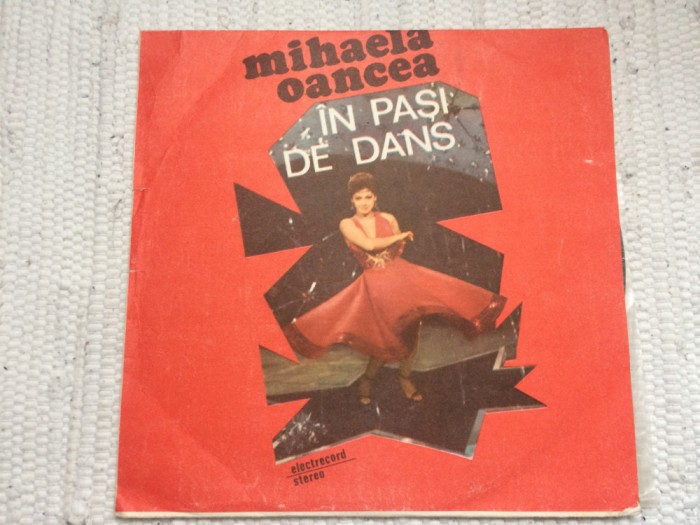 mihaela
oancea
ÎN PAȘI
DE DANS
electrecord
stereo